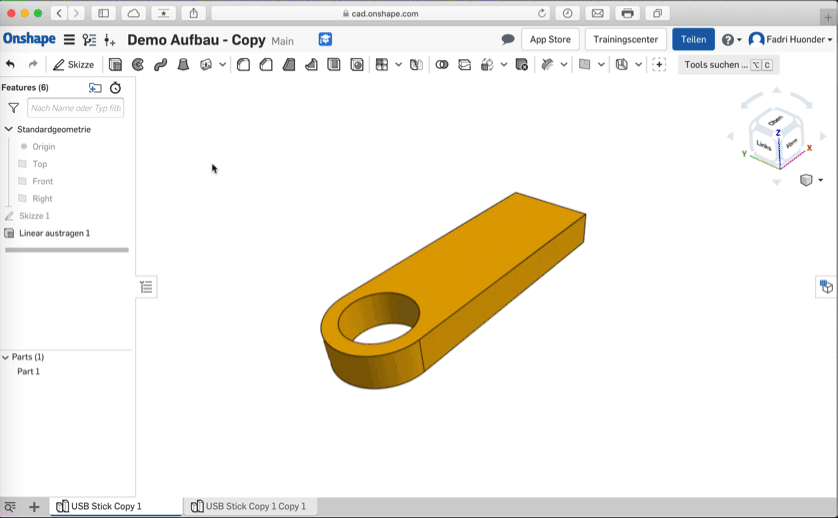 cad.onshape.com
Onshape
Demo Aufbau - Copy
Main
App Store
Trainingscenter
Teilen
Fadri Huonder
Skizze
Tools suchen ... ⌥ C
Features (6)
Nach Name oder Typ filtr
Standardgeometrie
Origin
Top
Front
Right
Skizze 1
Linear austragen 1
Oben
Links
Vorne
Z
Y
X
Parts (1)
Part 1
USB Stick Copy 1
USB Stick Copy 1 Copy 1